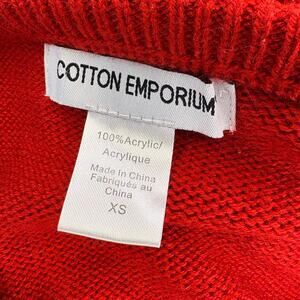 COTTON EMPORIUM
100%Acrylic/
Acrylique
Made In China
Fabriqués au
China
XS